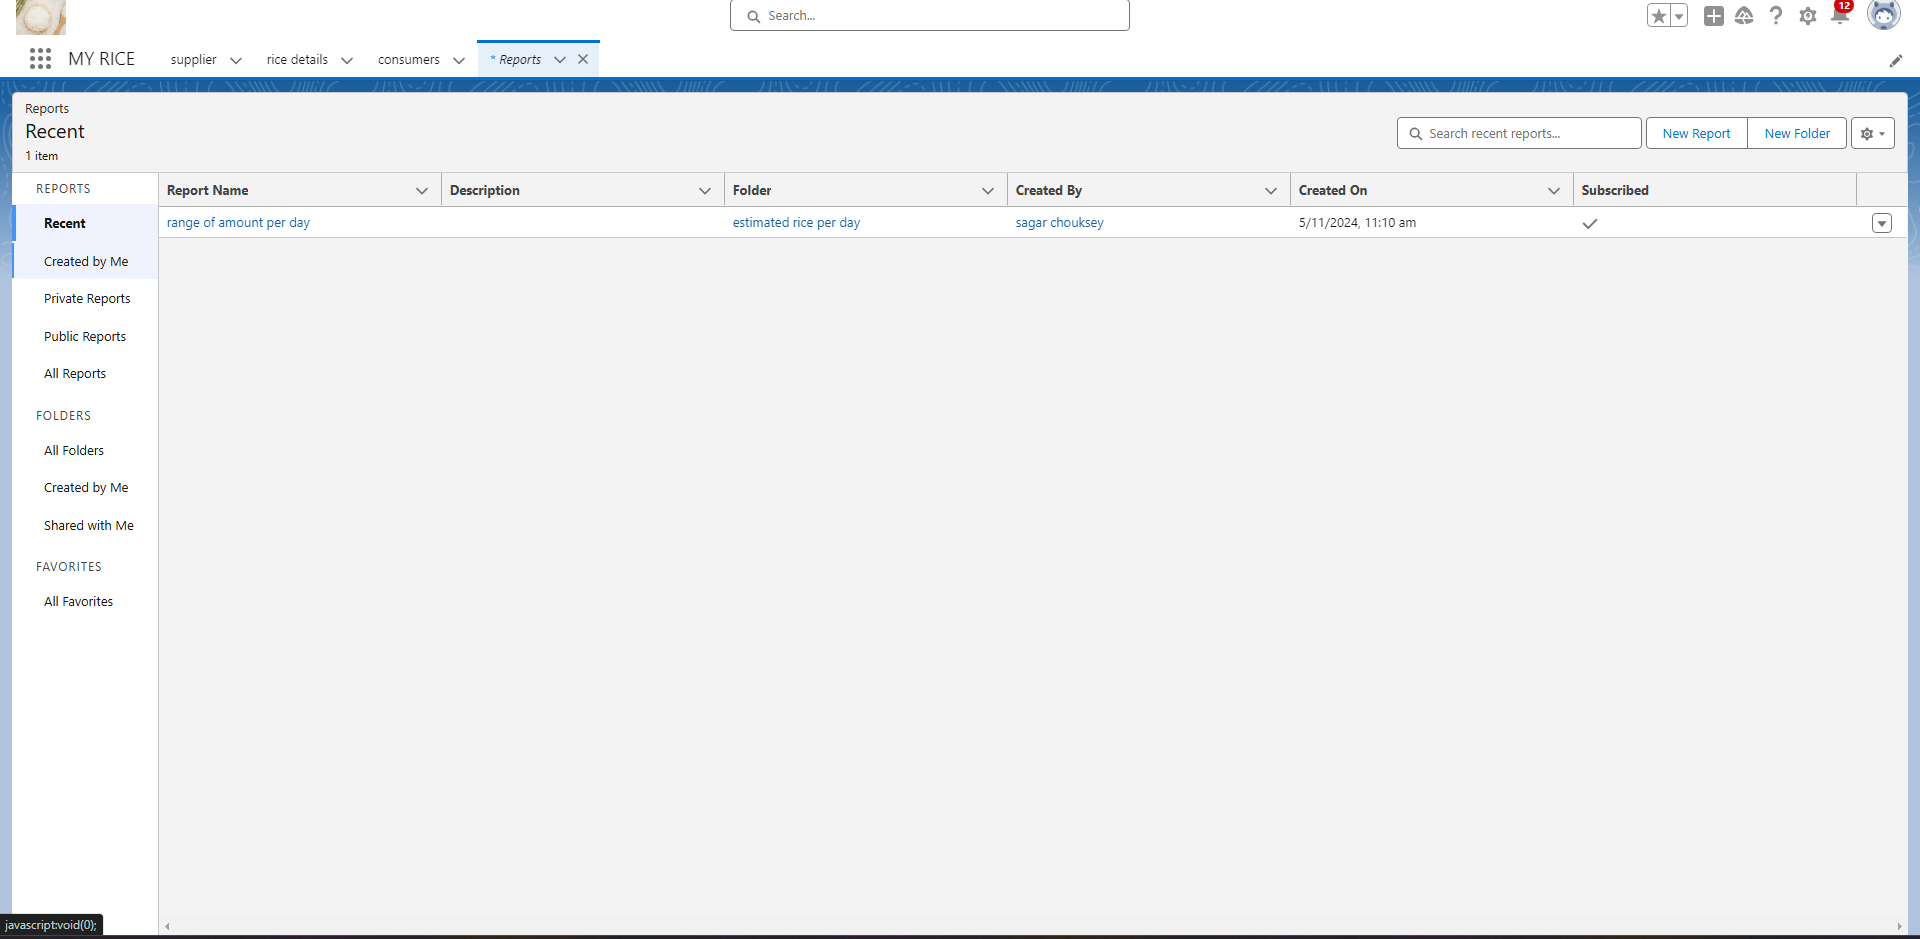 Search...
12
MY RICE
supplier
rice details
consumers
* Reports
Reports
Recent
1 item
Search recent reports...
New Report
New Folder
REPORTS
Recent
Created by Me
Private Reports
Public Reports
All Reports
FOLDERS
All Folders
Created by Me
Shared with Me
FAVORITES
All Favorites
Report Name Description Folder Created By Created On Subscribed
range of amount per day estimated rice per day sagar chouksey 5/11/2024, 11:10 am
javascript:void(0);